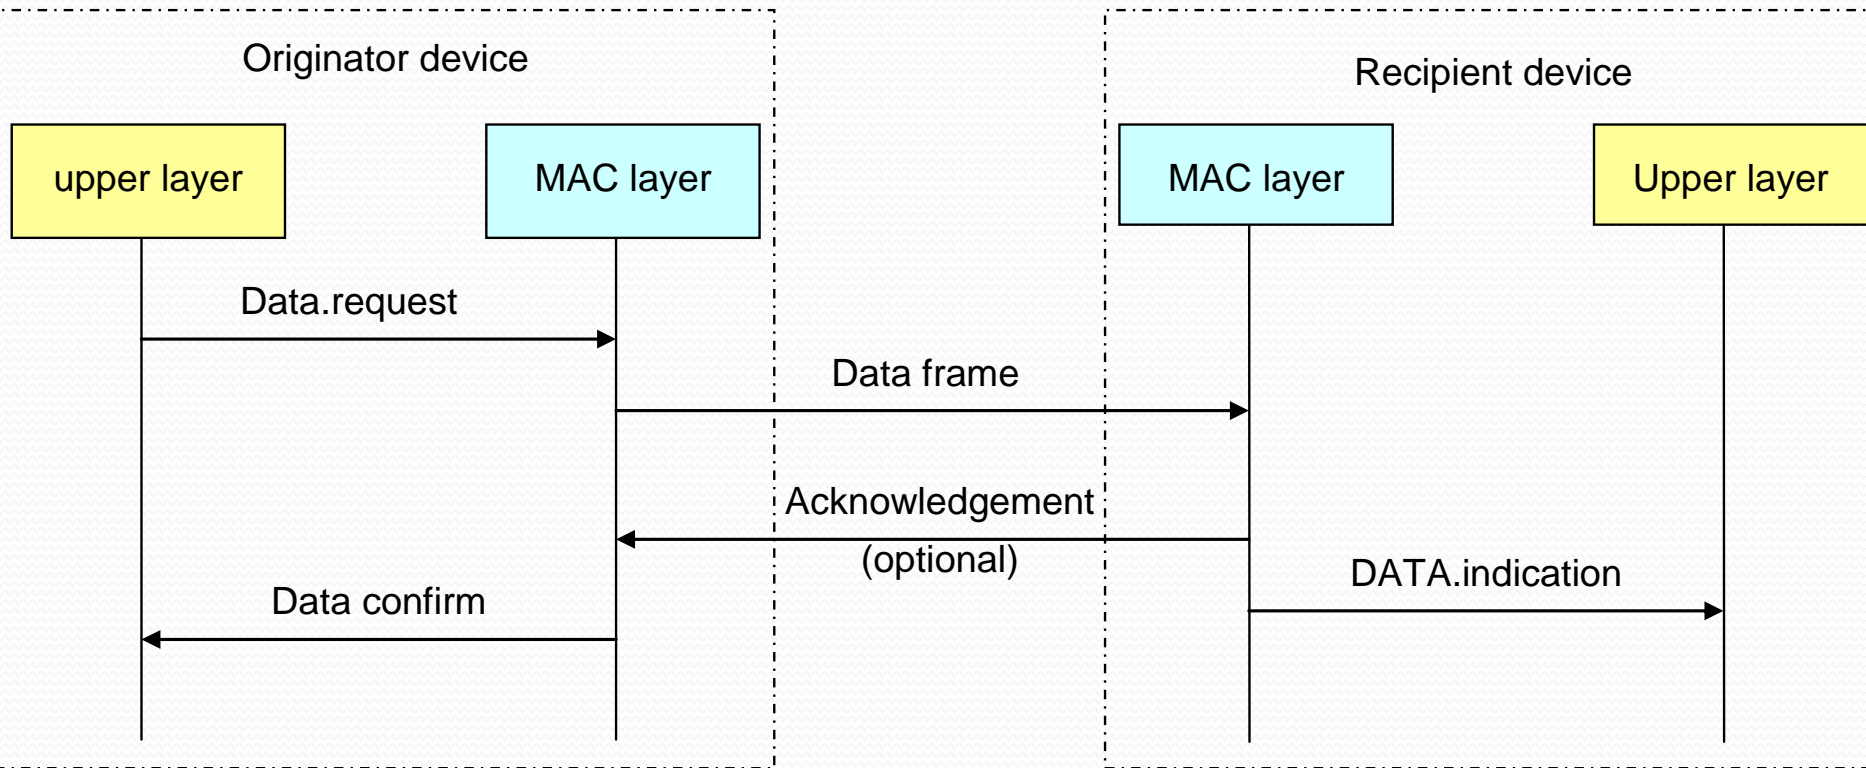 Originator device
Recipient device
upper layer
MAC layer
MAC layer
Upper layer
Data.request
Data frame
Acknowledgement
(optional)
DATA.indication
Data confirm